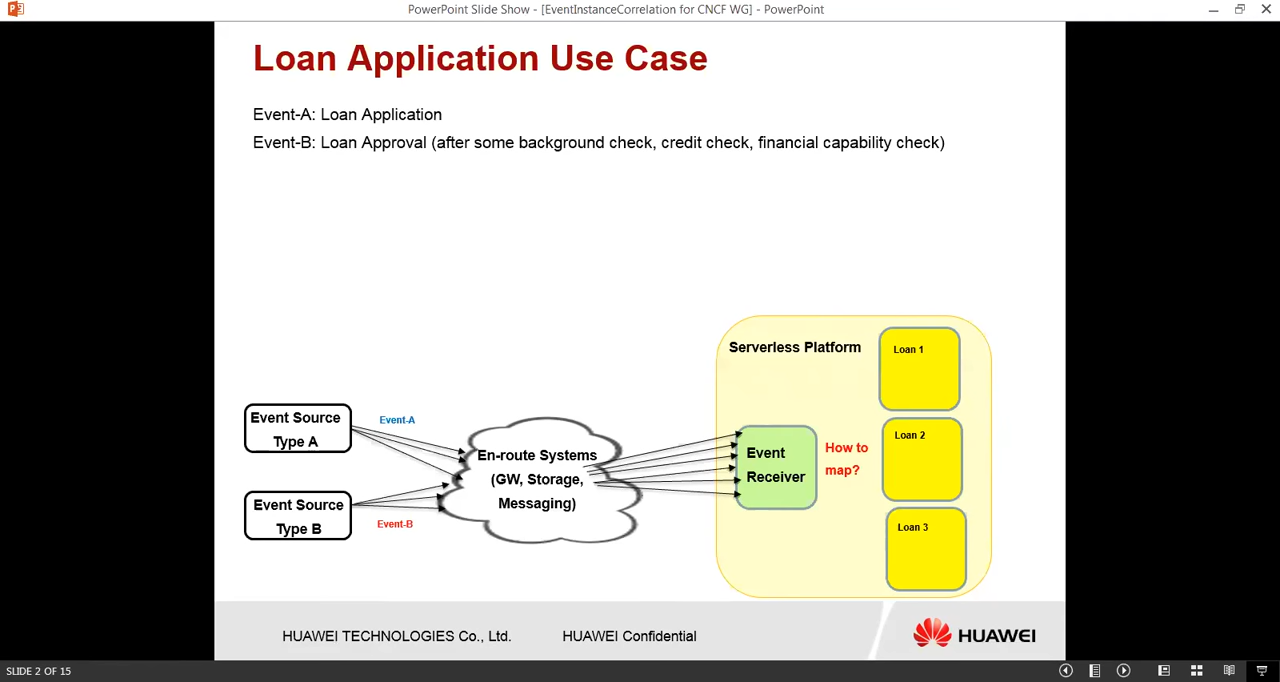 PowerPoint Slide Show - [EventInstanceCorrelation for CNCF WG] - PowerPoint
Loan Application Use Case
Event-A: Loan Application
Event-B: Loan Approval (after some background check, credit check, financial capability check)
Event Source
Type A
Event-A
Event Source
Type B
Event-B
En-route Systems
(GW, Storage,
Messaging)
Serverless Platform
Event
Receiver
How to
map?
Loan 1
Loan 2
Loan 3
HUAWEI TECHNOLOGIES Co., Ltd.
HUAWEI Confidential
HUAWEI
SLIDE 2 OF 15